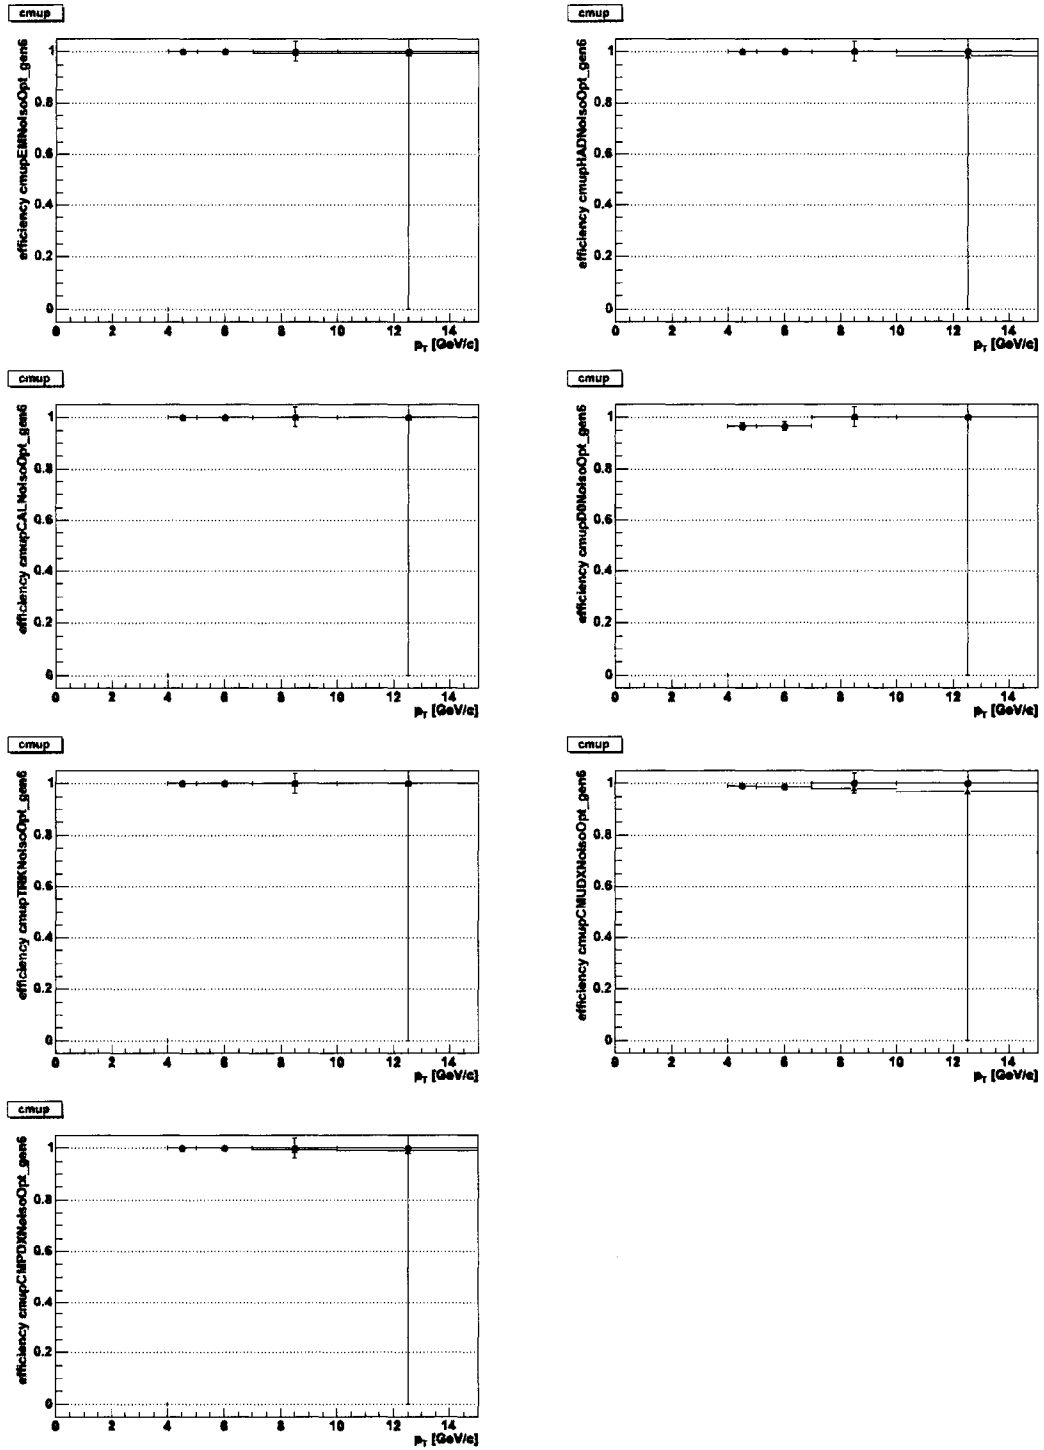 cmup
efficiency cmupEMNoIsoOpt_gen6
1
0.8
0.6
0.4
0.2
0
0 2 4 6 8 10 12 14
p_T [GeV/c]
cmup
efficiency cmupHADNoIsoOpt_gen6
1
0.8
0.6
0.4
0.2
0
0 2 4 6 8 10 12 14
p_T [GeV/c]
cmup
efficiency cmupCALNoIsoOpt_gen6
1
0.8
0.6
0.4
0.2
0
0 2 4 6 8 10 12 14
p_T [GeV/c]
cmup
efficiency cmupD0NoIsoOpt_gen6
1
0.8
0.6
0.4
0.2
0
0 2 4 6 8 10 12 14
p_T [GeV/c]
cmup
efficiency cmupTRKNoIsoOpt_gen6
1
0.8
0.6
0.4
0.2
0
0 2 4 6 8 10 12 14
p_T [GeV/c]
cmup
efficiency cmupCMUDXNoIsoOpt_gen6
1
0.8
0.6
0.4
0.2
0
0 2 4 6 8 10 12 14
p_T [GeV/c]
cmup
efficiency cmupCMPDXNoIsoOpt_gen6
1
0.8
0.6
0.4
0.2
0
0 2 4 6 8 10 12 14
p_T [GeV/c]